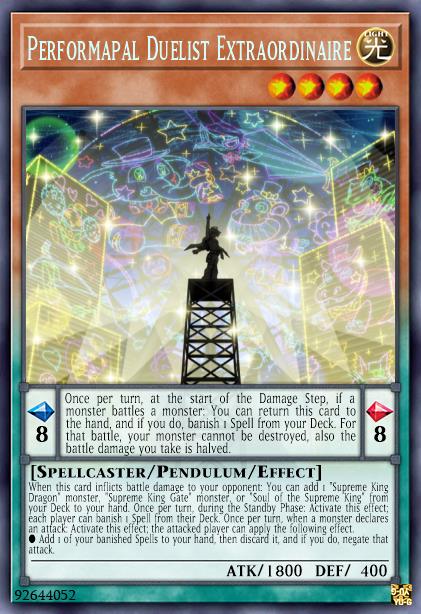 Performapal Duelist Extraordinaire
LIGHT
光
Once per turn, at the start of the Damage Step, if a
monster battles a monster: You can return this card to
the hand, and if you do, banish 1 Spell from your Deck. For
that battle, your monster cannot be destroyed, also the
battle damage you take is halved.
8
8
[Spellcaster/Pendulum/Effect]
When this card inflicts battle damage to your opponent: You can add 1 "Supreme King
Dragon" monster, "Supreme King Gate" monster, or "Soul of the Supreme King" from
your Deck to your hand. Once per turn, during the Standby Phase: Activate this effect;
each player can banish 1 Spell from their Deck. Once per turn, when a monster declares
an attack: Activate this effect; the attacked player can apply the following effect.
● Add 1 of your banished Spells to your hand, then discard it, and if you do, negate that
attack.
ATK/1800 DEF/ 400
92644052